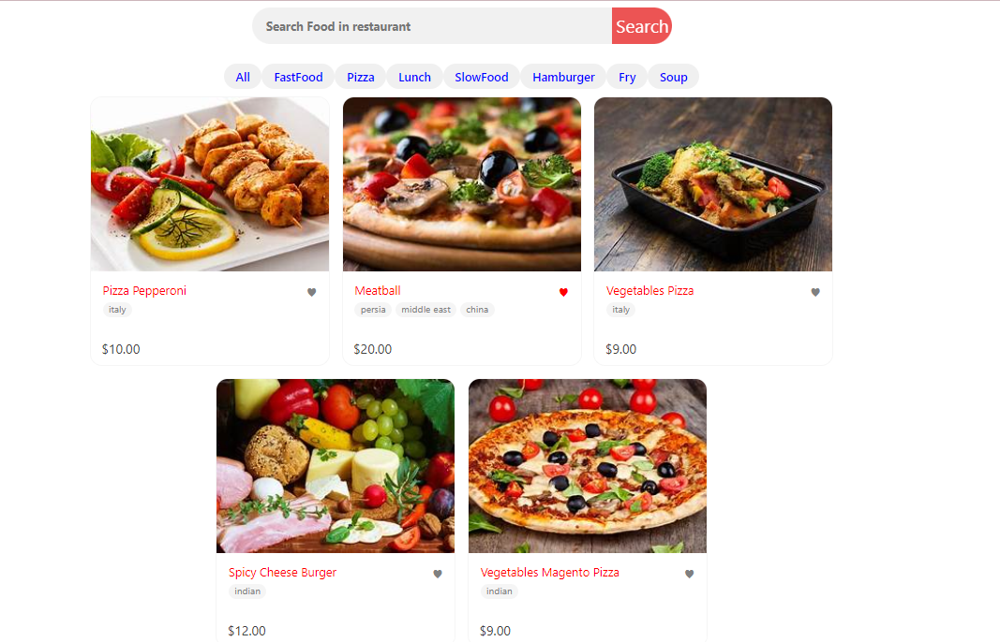 Search Food in restaurant Search
All FastFood Pizza Lunch SlowFood Hamburger Fry Soup
Pizza Pepperoni
italy
$10.00
Meatball
persia middle east china
$20.00
Vegetables Pizza
italy
$9.00
Spicy Cheese Burger
indian
$12.00
Vegetables Magento Pizza
indian
$9.00